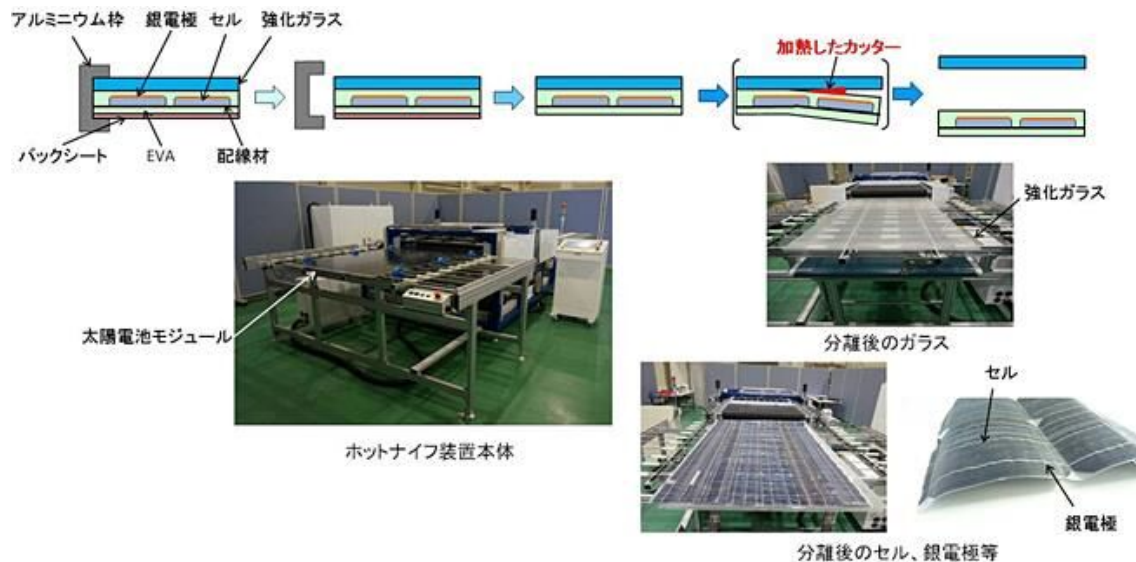 アルミニウム枠
銀電極
セル
強化ガラス
加熱したカッター
バックシート
EVA
配線材
強化ガラス
太陽電池モジュール
分離後のガラス
セル
ホットナイフ装置本体
銀電極
分離後のセル、銀電極等